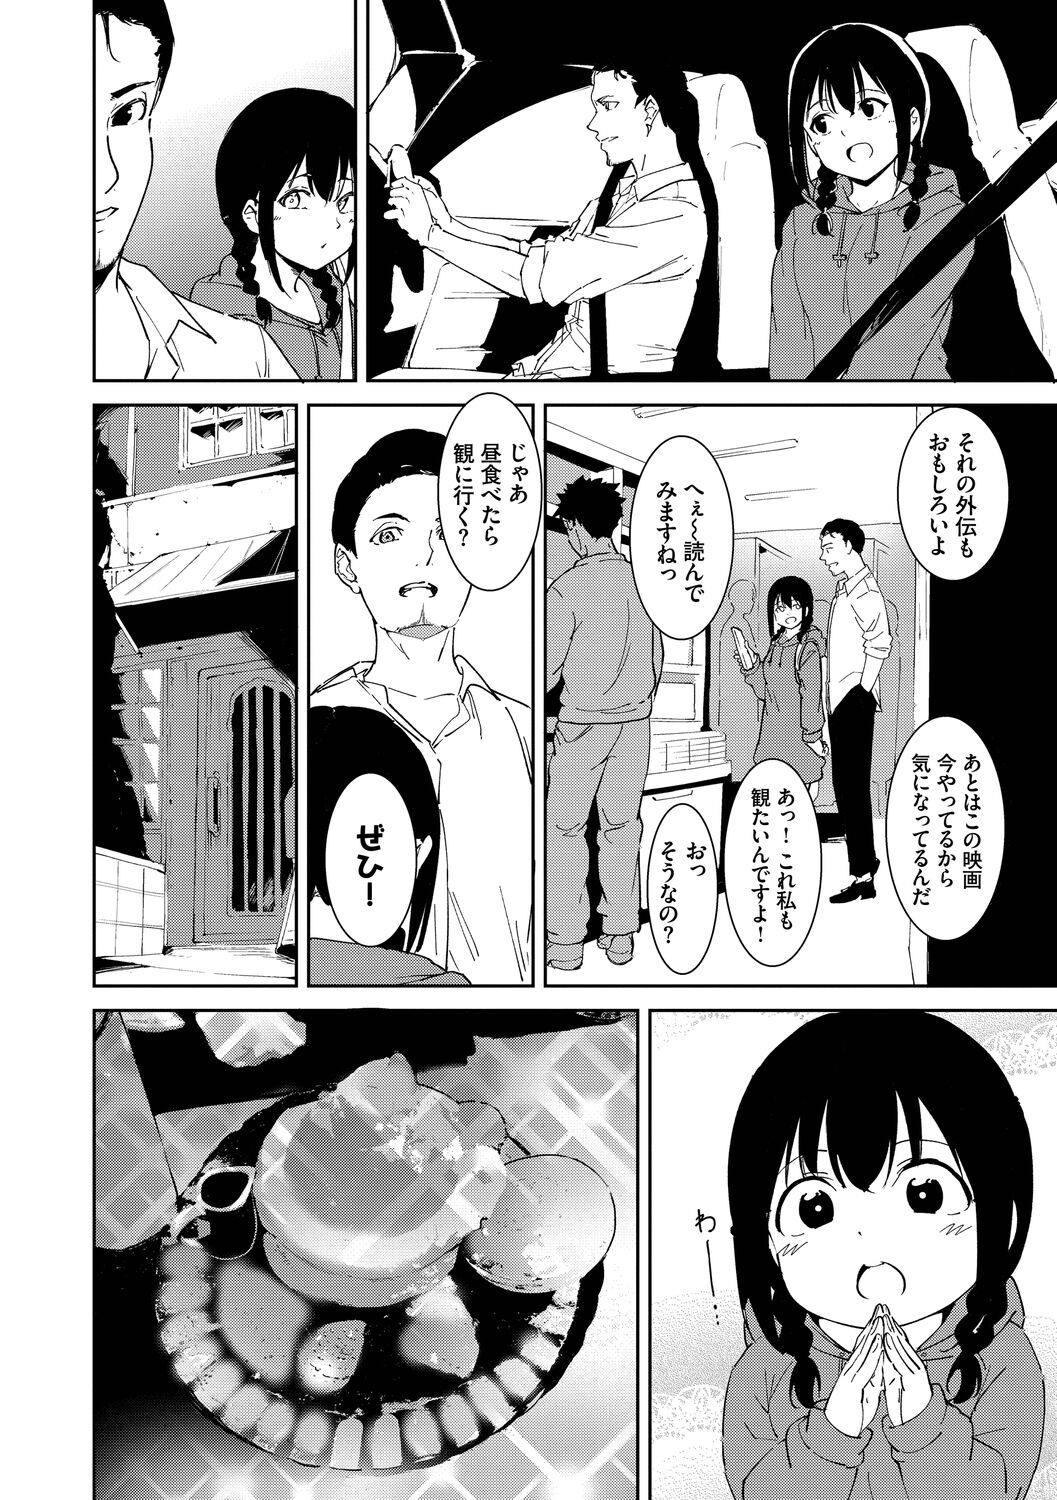 それの外伝も
おもしろいよ
へぇ～読んで
みますねっ
あとはこの映画
今やってるから
気になってるんだ
あっ！これ私も
観たいんですよ！
おっ
そうなの？
じゃあ
昼食べたら
観に行く？
ぜひ！
わー…